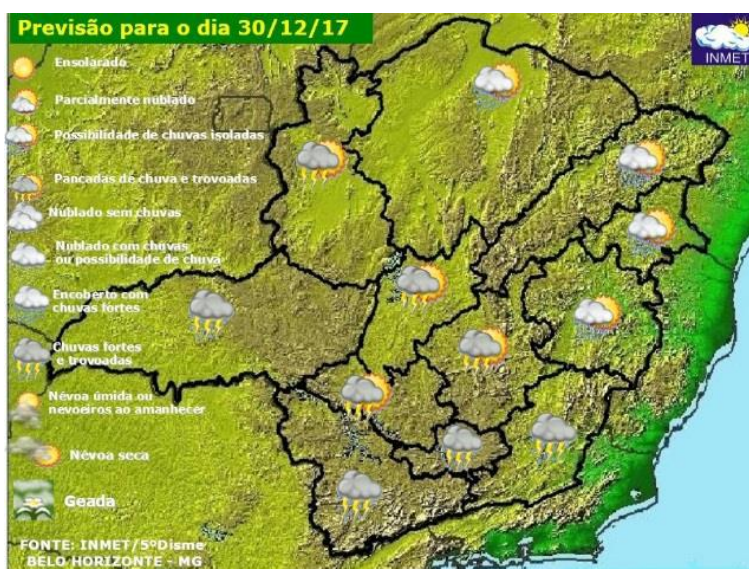 Previsão para o dia 30/12/17
INMET
Ensolarado
Parcialmente nublado
Possibilidade de chuvas isoladas
Pancadas de chuva e trovoadas
Nublado sem chuvas
Nublado com chuvas
ou possibilidade de chuva
Encoberto com
chuvas fortes
Chuvas fortes
e trovoadas
Névoa úmida ou
nevoeiros ao amanhecer
Névoa seca
Geada
FONTE: INMET/5ºDisme
BELO HORIZONTE - MG